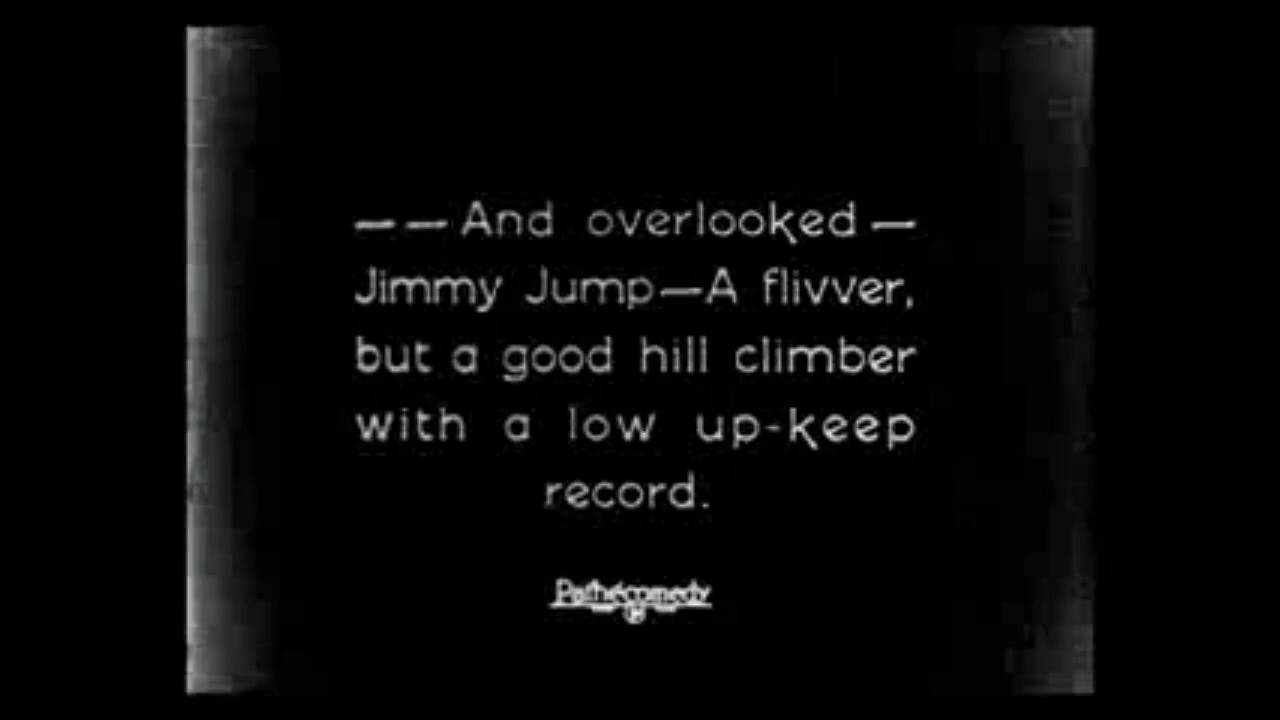 ——And overlooked—
Jimmy Jump—A flivver,
but a good hill climber
with a low up-keep
record.
Pathécomedy